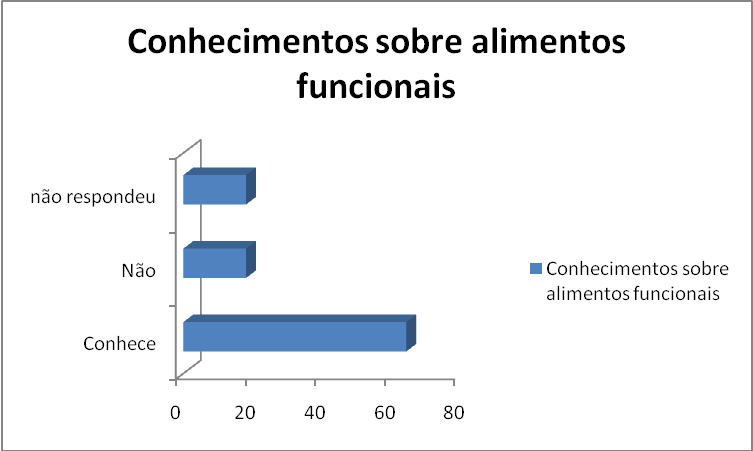 Conhecimentos sobre alimentos
funcionais
não respondeu
Não
Conhece
0 20 40 60 80
Conhecimentos sobre
alimentos funcionais